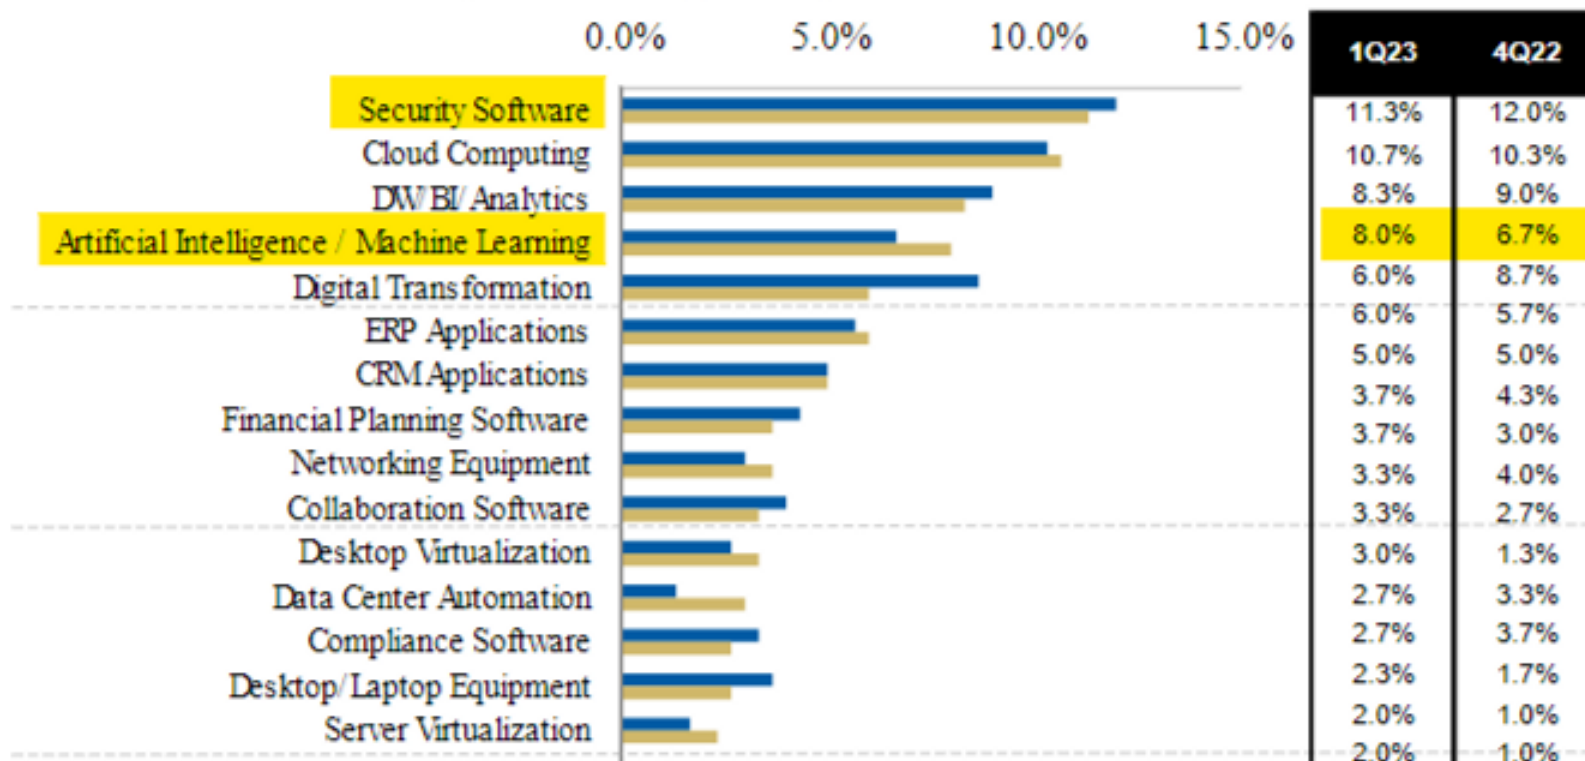 0.0% 5.0% 10.0% 15.0% 1Q23 4Q22
Security Software 11.3% 12.0%
Cloud Computing 10.7% 10.3%
DW/BI/Analytics 8.3% 9.0%
Artificial Intelligence / Machine Learning 8.0% 6.7%
Digital Transformation 6.0% 8.7%
ERP Applications 6.0% 5.7%
CRM Applications 5.0% 5.0%
Financial Planning Software 3.7% 4.3%
Networking Equipment 3.7% 3.0%
Collaboration Software 3.3% 4.0%
3.3% 2.7%
Desktop Virtualization 3.0% 1.3%
Data Center Automation 2.7% 3.3%
Compliance Software 2.7% 3.7%
Desktop/Laptop Equipment 2.3% 1.7%
Server Virtualization 2.0% 1.0%
2.0% 1.0%